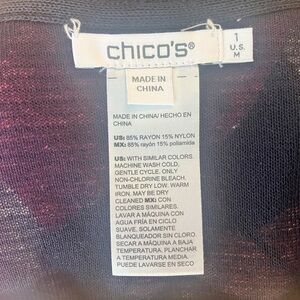 chico's®
1
U.S.
M
MADE IN
CHINA
MADE IN CHINA/ HECHO EN
CHINA
US: 85% RAYON 15% NYLON
MX: 85% rayón 15% poliamida
US: WITH SIMILAR COLORS.
MACHINE WASH COLD,
GENTLE CYCLE. ONLY
NON-CHLORINE BLEACH.
TUMBLE DRY LOW. WARM
IRON. MAY BE DRY
CLEANED MX: CON
COLORES SIMILARES.
LAVAR A MÁQUINA CON
AGUA FRÍA EN CICLO
SUAVE. SOLAMENTE
BLANQUEADOR SIN CLORO.
SECAR A MÁQUINA A BAJA
TEMPERATURA. PLANCHAR
A TEMPERATURA MEDIA.
PUEDE LAVARSE EN SECO